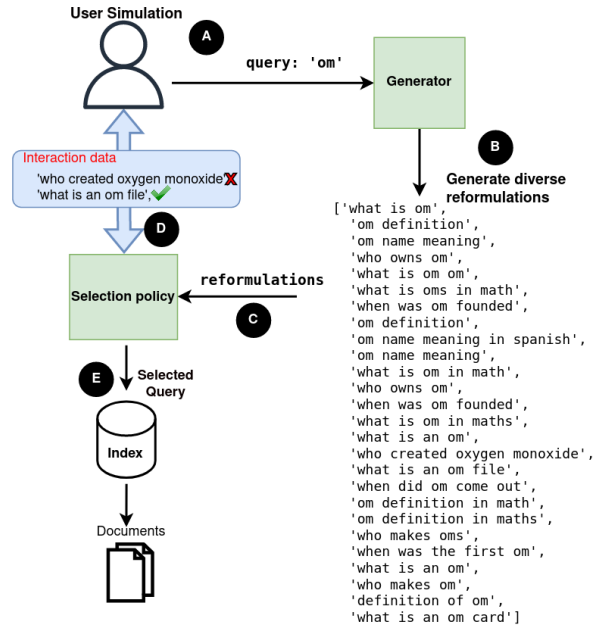 User Simulation
A
query: 'om'
Generator
B
Generate diverse
reformulations
Interaction data
'who created oxygen monoxide'X
'what is an om file',
D
Selection policy
reformulations
C
E
Selected
Query
Index
Documents
['what is om',
'om definition',
'om name meaning',
'who owns om',
'what is om om',
'what is oms in math',
'when was om founded',
'om definition',
'om name meaning in spanish',
'om name meaning',
'what is om in math',
'who owns om',
'when was om founded',
'what is om in maths',
'what is an om',
'who created oxygen monoxide',
'what is an om file',
'when did om come out',
'om definition in math',
'om definition in maths',
'who makes oms',
'when was the first om',
'what is an om',
'who makes om',
'definition of om',
'what is an om card']